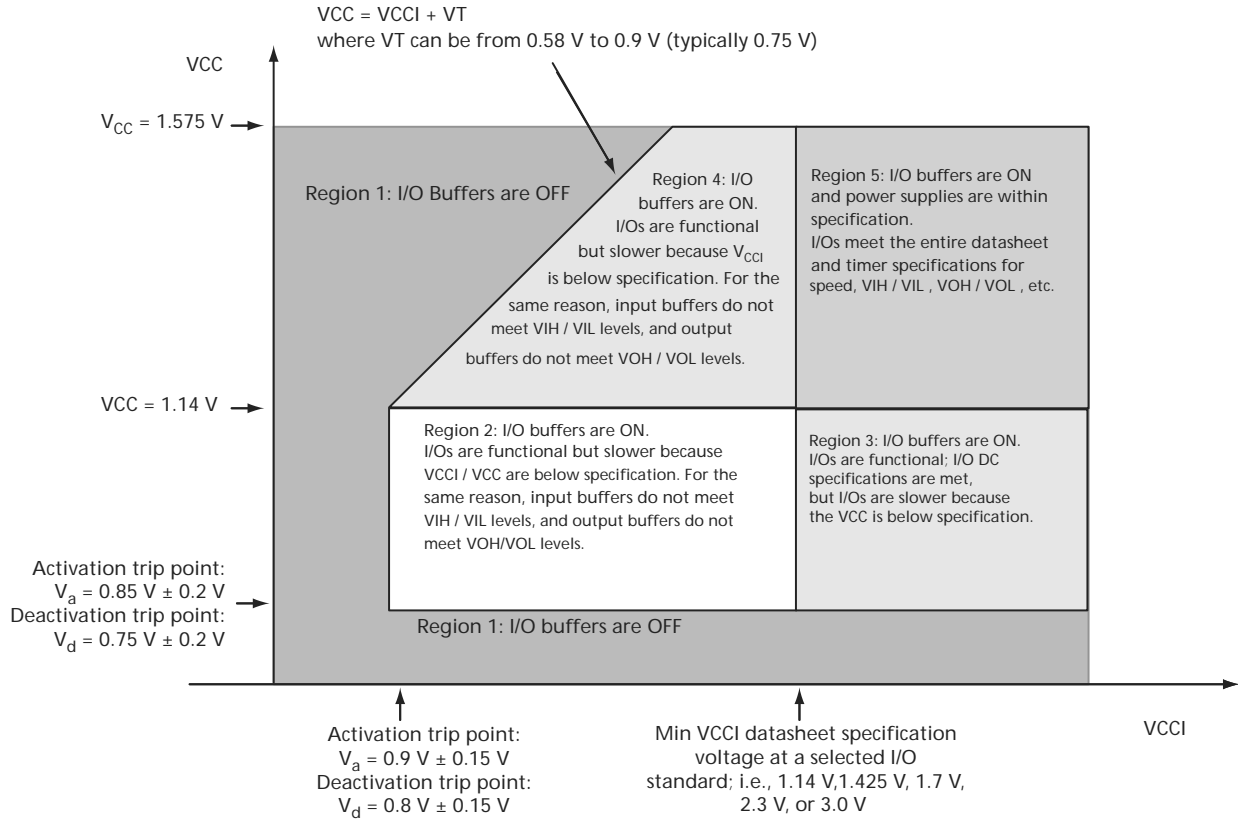 VCC = VCCI + VT
where VT can be from 0.58 V to 0.9 V (typically 0.75 V)
VCC
VCC = 1.575 V
Region 1: I/O Buffers are OFF
Region 4: I/O
buffers are ON.
I/Os are functional
but slower because VCCI
is below specification. For the
same reason, input buffers do not
meet VIH / VIL levels, and output
buffers do not meet VOH / VOL levels.
Region 5: I/O buffers are ON
and power supplies are within
specification.
I/Os meet the entire datasheet
and timer specifications for
speed, VIH / VIL , VOH / VOL , etc.
VCC = 1.14 V
Region 2: I/O buffers are ON.
I/Os are functional but slower because
VCCI / VCC are below specification. For the
same reason, input buffers do not meet
VIH / VIL levels, and output buffers do not
meet VOH/VOL levels.
Region 3: I/O buffers are ON.
I/Os are functional; I/O DC
specifications are met,
but I/Os are slower because
the VCC is below specification.
Activation trip point:
Va = 0.85 V ± 0.2 V
Deactivation trip point:
Vd = 0.75 V ± 0.2 V
Region 1: I/O buffers are OFF
VCCI
Activation trip point:
Va = 0.9 V ± 0.15 V
Deactivation trip point:
Vd = 0.8 V ± 0.15 V
Min VCCI datasheet specification
voltage at a selected I/O
standard; i.e., 1.14 V,1.425 V, 1.7 V,
2.3 V, or 3.0 V